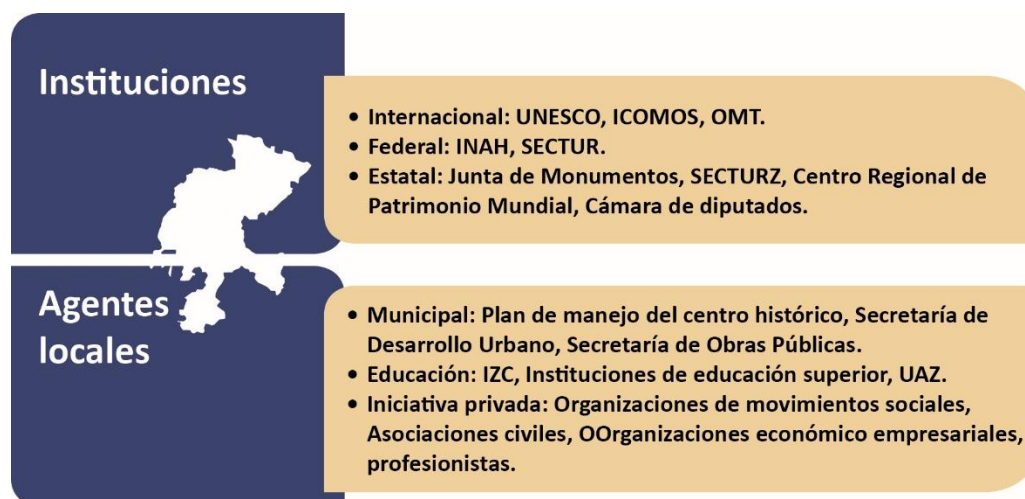 Instituciones
• Internacional: UNESCO, ICOMOS, OMT.
• Federal: INAH, SECTUR.
• Estatal: Junta de Monumentos, SECTURZ, Centro Regional de
Patrimonio Mundial, Cámara de diputados.
Agentes
locales
• Municipal: Plan de manejo del centro histórico, Secretaría de
Desarrollo Urbano, Secretaría de Obras Públicas.
• Educación: IZC, Instituciones de educación superior, UAZ.
• Iniciativa privada: Organizaciones de movimientos sociales,
Asociaciones civiles, OOrganizaciones económico empresariales,
profesionistas.